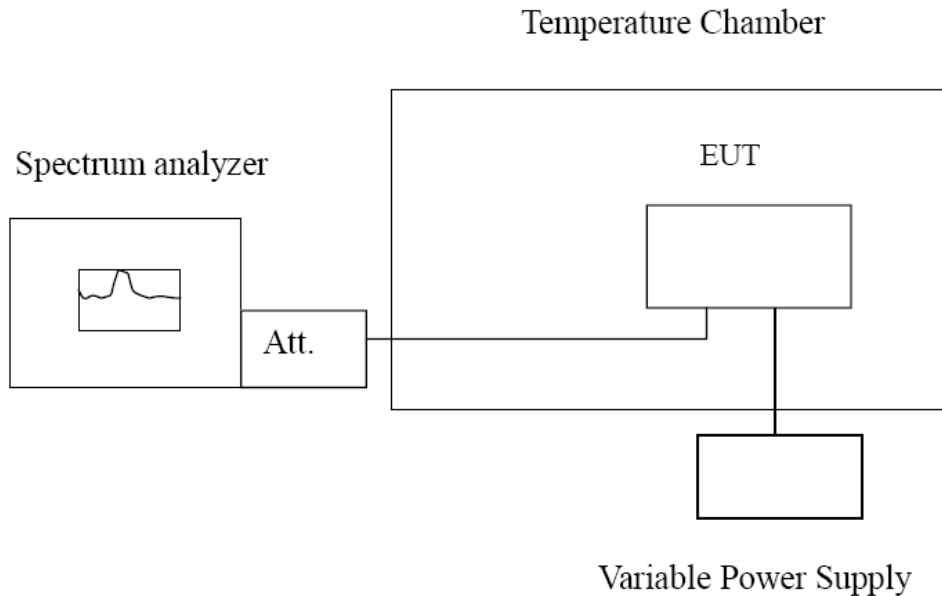 Temperature Chamber
Spectrum analyzer
EUT
Att.
Variable Power Supply